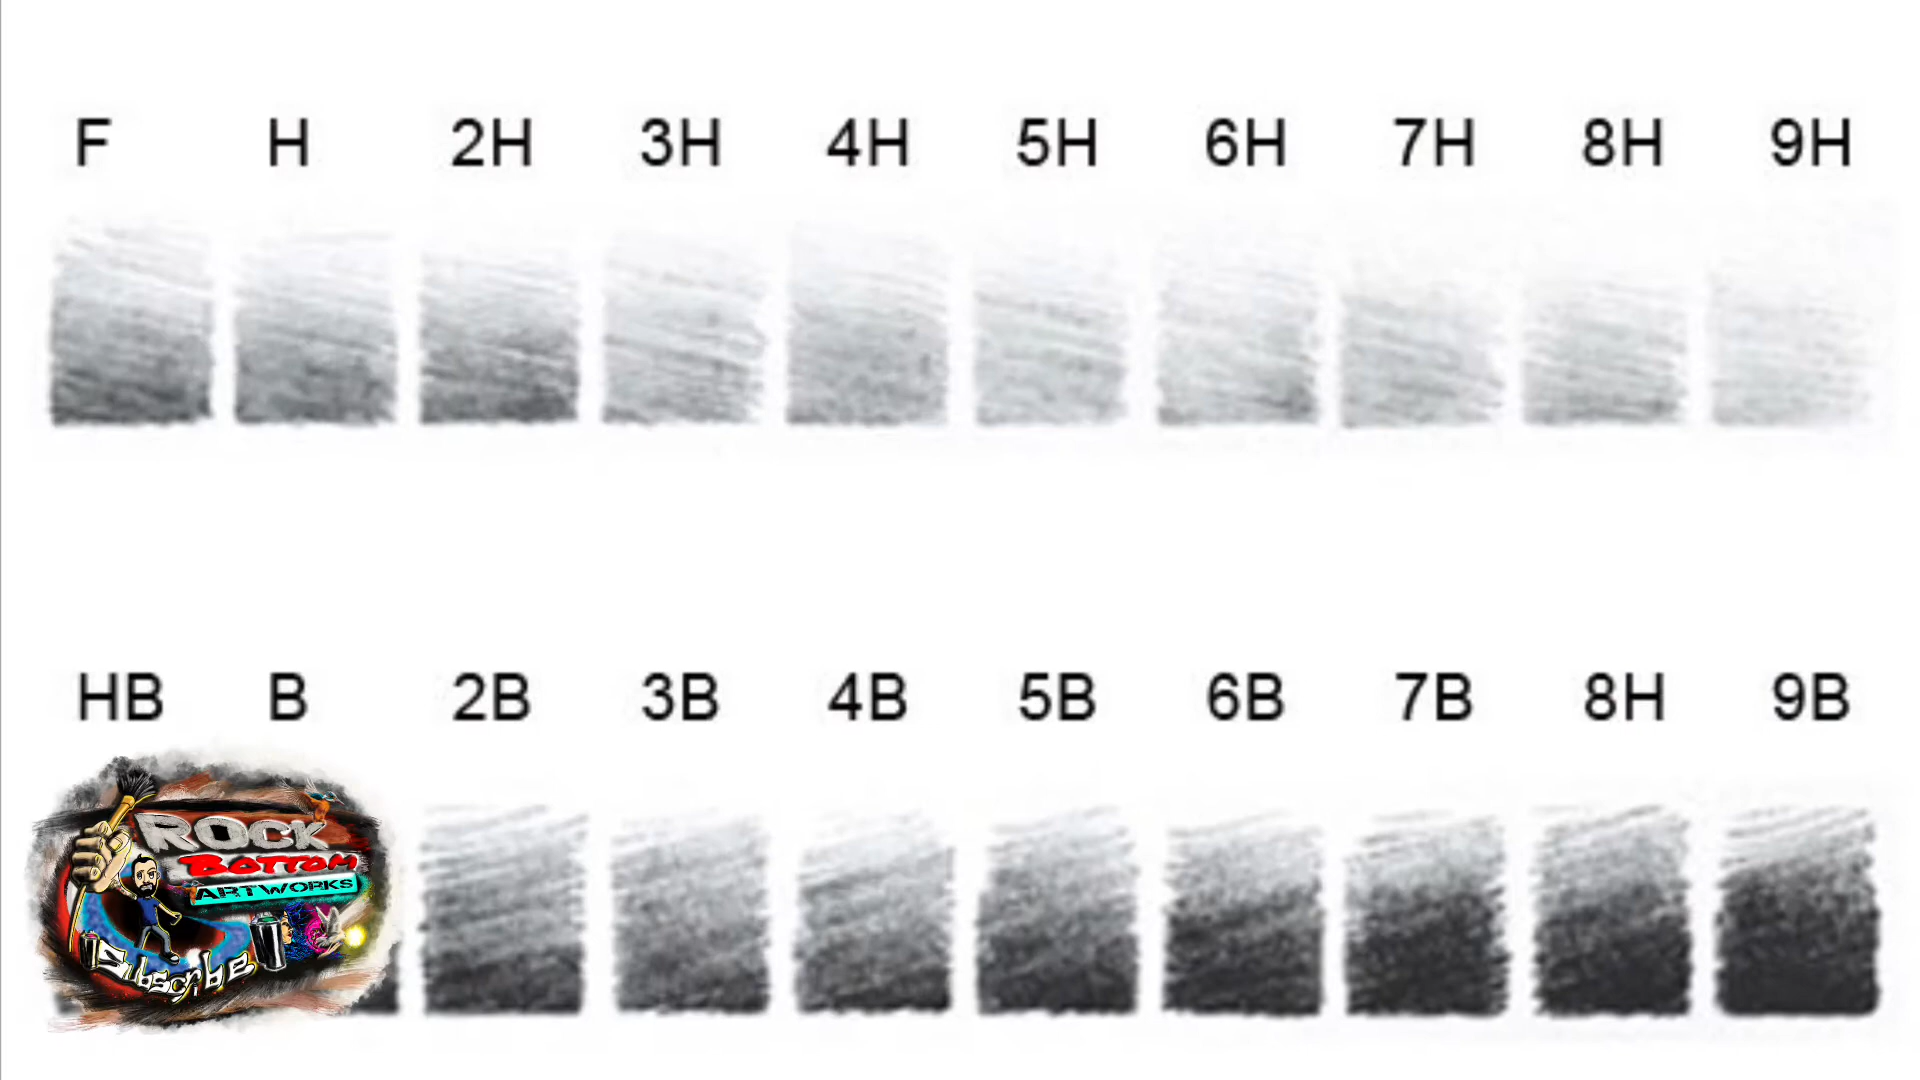 F H 2H 3H 4H 5H 6H 7H 8H 9H
HB B 2B 3B 4B 5B 6B 7B 8H 9B
ROCK
BOTTOM
ARTWORKS
Subscribe